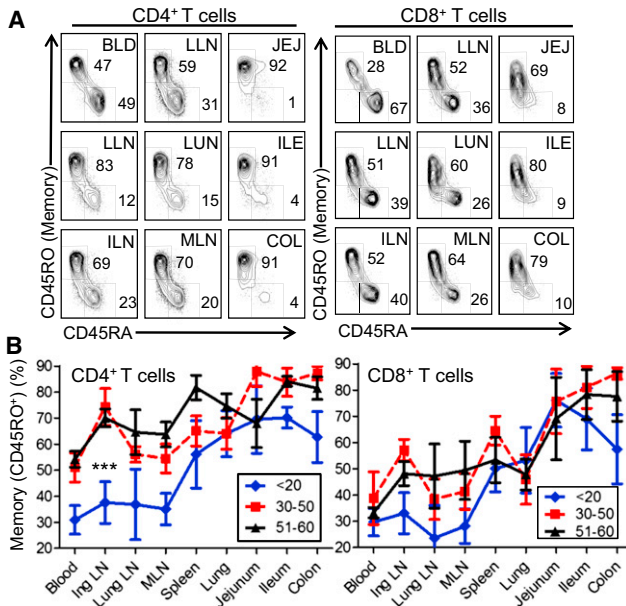 A
CD4+ T cells
CD8+ T cells
BLD
47
49
LLN
59
31
JEJ
92
1
LLN
83
12
LUN
78
15
ILE
91
4
ILN
69
23
MLN
70
20
COL
91
4
CD45RO (Memory)
CD45RA
BLD
28
67
LLN
52
36
JEJ
69
8
LLN
51
39
LUN
60
26
ILE
80
9
ILN
52
40
MLN
64
26
COL
79
10
CD45RO (Memory)
CD45RA
B
Memory (CD45RO+) (%)
CD4+ T cells
90
80
70
60
50
40
30
20
***
<20
30-50
51-60
Blood
Ing LN
Lung LN
MLN
Spleen
Lung
Jejunum
Ileum
Colon
CD8+ T cells
90
80
70
60
50
40
30
20
<20
30-50
51-60
Blood
Ing LN
Lung LN
MLN
Spleen
Lung
Jejunum
Ileum
Colon